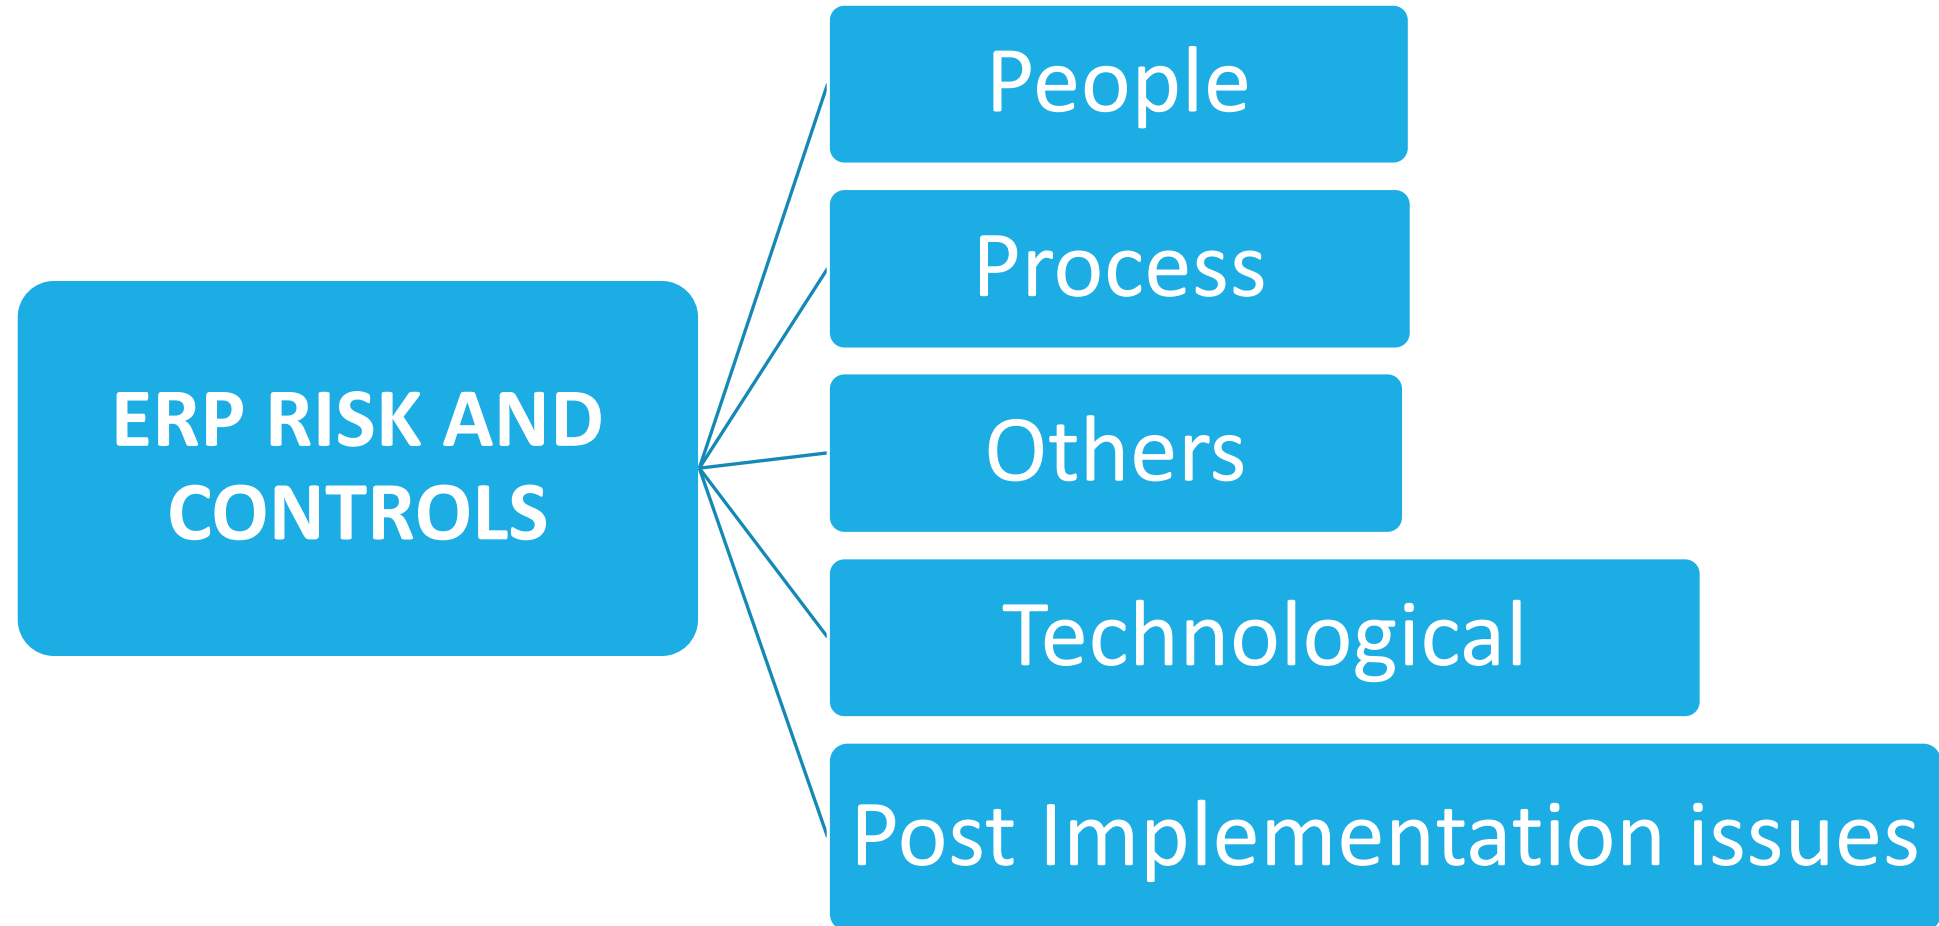 ERP RISK AND
CONTROLS
People
Process
Others
Technological
Post Implementation issues